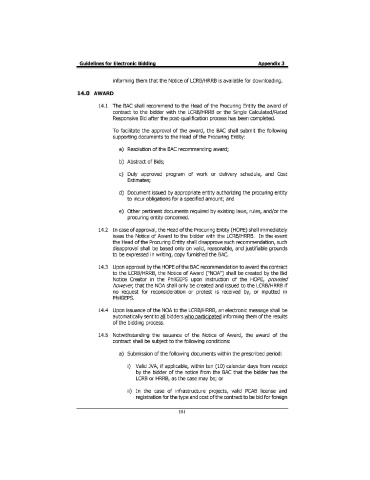 Guidelines for Electronic Bidding Appendix 3
informing them that the Notice of LCRB/HRRB is available for downloading.
14.0 AWARD
14.1 The BAC shall recommend to the Head of the Procuring Entity the award of
contract to the bidder with the LCRB/HRRB or the Single Calculated/Rated
Responsive Bid after the post-qualification process has been completed.
To facilitate the approval of the award, the BAC shall submit the following
supporting documents to the Head of the Procuring Entity:
a) Resolution of the BAC recommending award;
b) Abstract of Bids;
c) Duly approved program of work or delivery schedule, and Cost
Estimates;
d) Document issued by appropriate entity authorizing the procuring entity
to incur obligations for a specified amount; and
e) Other pertinent documents required by existing laws, rules, and/or the
procuring entity concerned.
14.2 In case of approval, the Head of the Procuring Entity (HOPE) shall immediately
issue the Notice of Award to the bidder with the LCRB/HRRB. In the event
the Head of the Procuring Entity shall disapprove such recommendation, such
disapproval shall be based only on valid, reasonable, and justifiable grounds
to be expressed in writing, copy furnished the BAC.
14.3 Upon approval by the HOPE of the BAC recommendation to award the contract
to the LCRB/HRRB, the Notice of Award ("NOA") shall be created by the Bid
Notice Creator in the PhilGEPS upon instruction of the HOPE, provided
however, that the NOA shall only be created and issued to the LCRB/HRRB if
no request for reconsideration or protest is received by, or inputted in
PhilGEPS.
14.4 Upon issuance of the NOA to the LCRB/HRRB, an electronic message shall be
automatically sent to all bidders who participated informing them of the results
of the bidding process.
14.5 Notwithstanding the issuance of the Notice of Award, the award of the
contract shall be subject to the following conditions:
a) Submission of the following documents within the prescribed period:
i) Valid JVA, if applicable, within ten (10) calendar days from receipt
by the bidder of the notice from the BAC that the bidder has the
LCRB or HRRB, as the case may be; or
ii) In the case of infrastructure projects, valid PCAB license and
registration for the type and cost of the contract to be bid for foreign